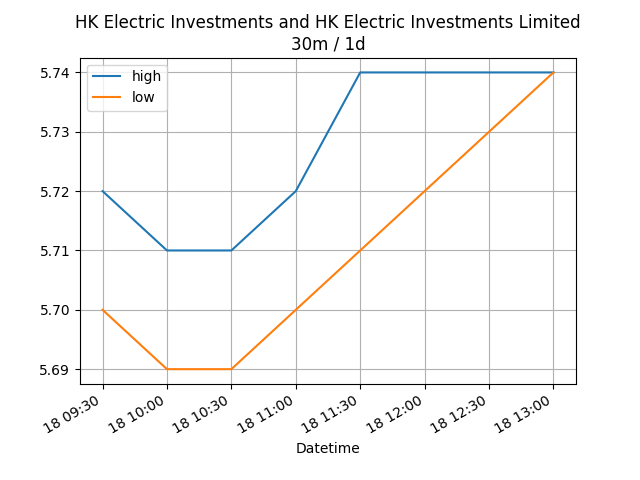 HK Electric Investments and HK Electric Investments Limited
30m / 1d
high
low
5.74
5.73
5.72
5.71
5.70
5.69
18 09:30
18 10:00
18 10:30
18 11:00
18 11:30
18 12:00
18 12:30
18 13:00
Datetime